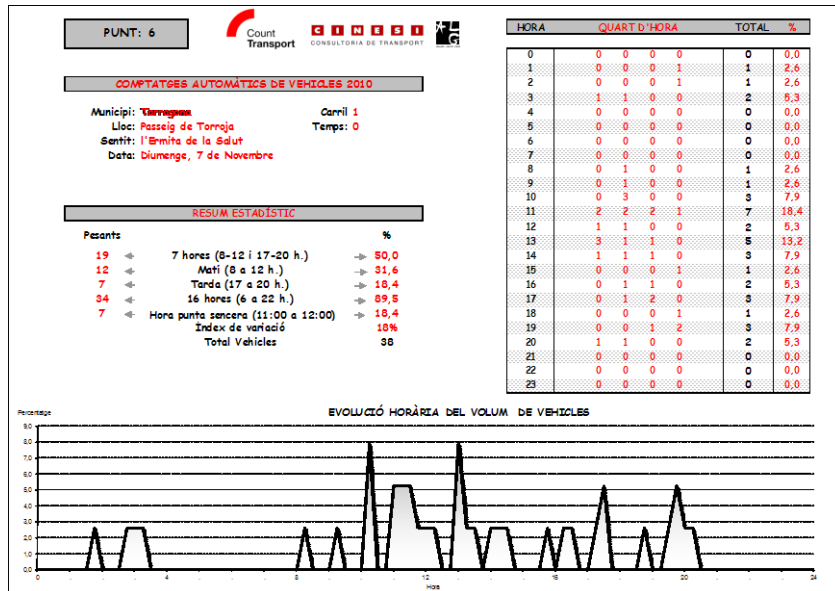 PUNT: 6
Count
Transport
CINESI
CONSULTORIA DE TRANSPORT
COMPTATGES AUTOMÀTICS DE VEHICLES 2010
Municipi:
Carril 1
Lloc: Passeig de Torroja
Temps: 0
Sentit: l'Ermita de la Salut
Data: Diumenge, 7 de Novembre
RESUM ESTADÍSTIC
Pesants %
19 7 hores (8-12 i 17-20 h.) 50,0
12 Matí (8 a 12 h.) 31,6
7 Tarda (17 a 20 h.) 18,4
34 16 hores (6 a 22 h.) 89,5
7 Hora punta sencera (11:00 a 12:00) 18,4
Índex de variació 18%
Total Vehicles 38
HORA QUART D'HORA TOTAL %
0 0 0 0 0 0 0,0
1 0 0 0 1 1 2,6
2 0 0 0 1 1 2,6
3 1 1 0 0 2 5,3
4 0 0 0 0 0 0,0
5 0 0 0 0 0 0,0
6 0 0 0 0 0 0,0
7 0 0 0 0 0 0,0
8 0 1 0 0 1 2,6
9 0 1 0 0 1 2,6
10 0 3 0 0 3 7,9
11 2 2 2 1 7 18,4
12 1 1 0 0 2 5,3
13 3 1 1 0 5 13,2
14 1 1 1 0 3 7,9
15 0 0 0 1 1 2,6
16 0 1 1 0 2 5,3
17 0 1 2 0 3 7,9
18 0 0 0 1 1 2,6
19 0 0 1 2 3 7,9
20 1 1 0 0 2 5,3
21 0 0 0 0 0 0,0
22 0 0 0 0 0 0,0
23 0 0 0 0 0 0,0
Percentatge
EVOLUCIÓ HORÀRIA DEL VOLUM DE VEHICLES
9,0
8,0
7,0
6,0
5,0
4,0
3,0
2,0
1,0
0,0
0 4 8 12 16 20 24
Hora